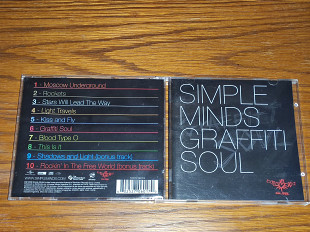 1 - Moscow Underground
2 - Rockets
3 - Stars Will Lead The Way
4 - Light Travels
5 - Kiss and Fly
6 - Graffiti Soul
7 - Blood Type O
8 - This is it
9 - Shadows and Light (bonus track)
10 - Rockin' In The Free World (bonus track)
SIMPLE
MINDS
GRAFFITI
SOUL